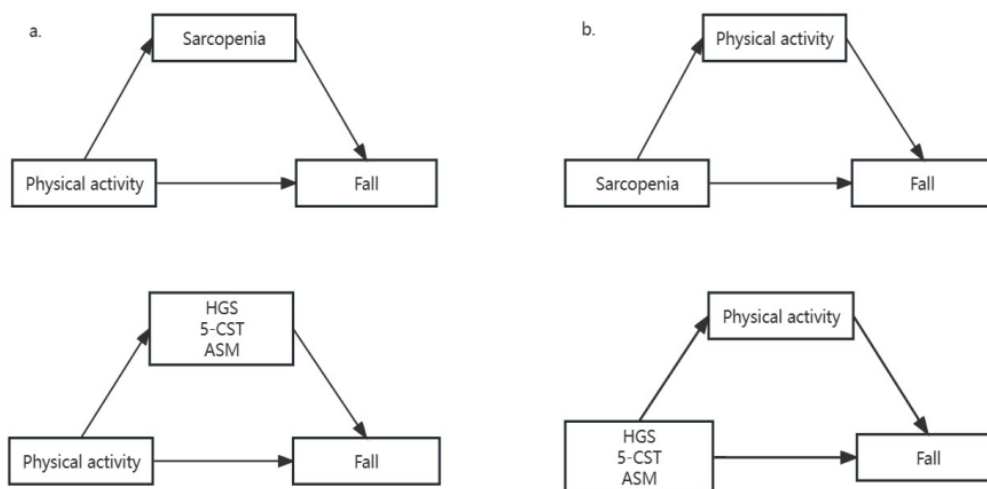 a.
Sarcopenia
Physical activity
Fall
b.
Physical activity
Sarcopenia
Fall
HGS
5-CST
ASM
Physical activity
Fall
Physical activity
HGS
5-CST
ASM
Fall